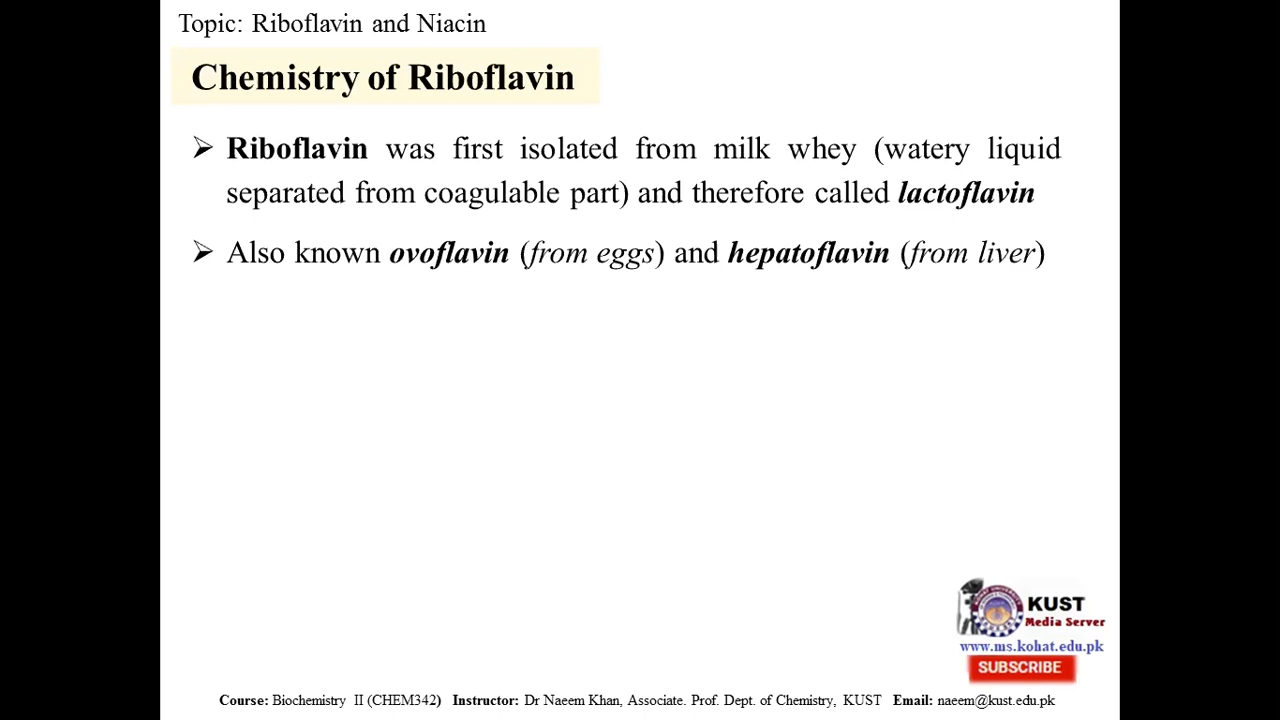 Topic: Riboflavin and Niacin
Chemistry of Riboflavin
➢ Riboflavin was first isolated from milk whey (watery liquid
separated from coagulable part) and therefore called lactoflavin
➢ Also known ovoflavin (from eggs) and hepatoflavin (from liver)
KUST
Media Server
www.ms.kohat.edu.pk
SUBSCRIBE
Course: Biochemistry II (CHEM342) Instructor: Dr Naeem Khan, Associate. Prof. Dept. of Chemistry, KUST Email: naeem@kust.edu.pk